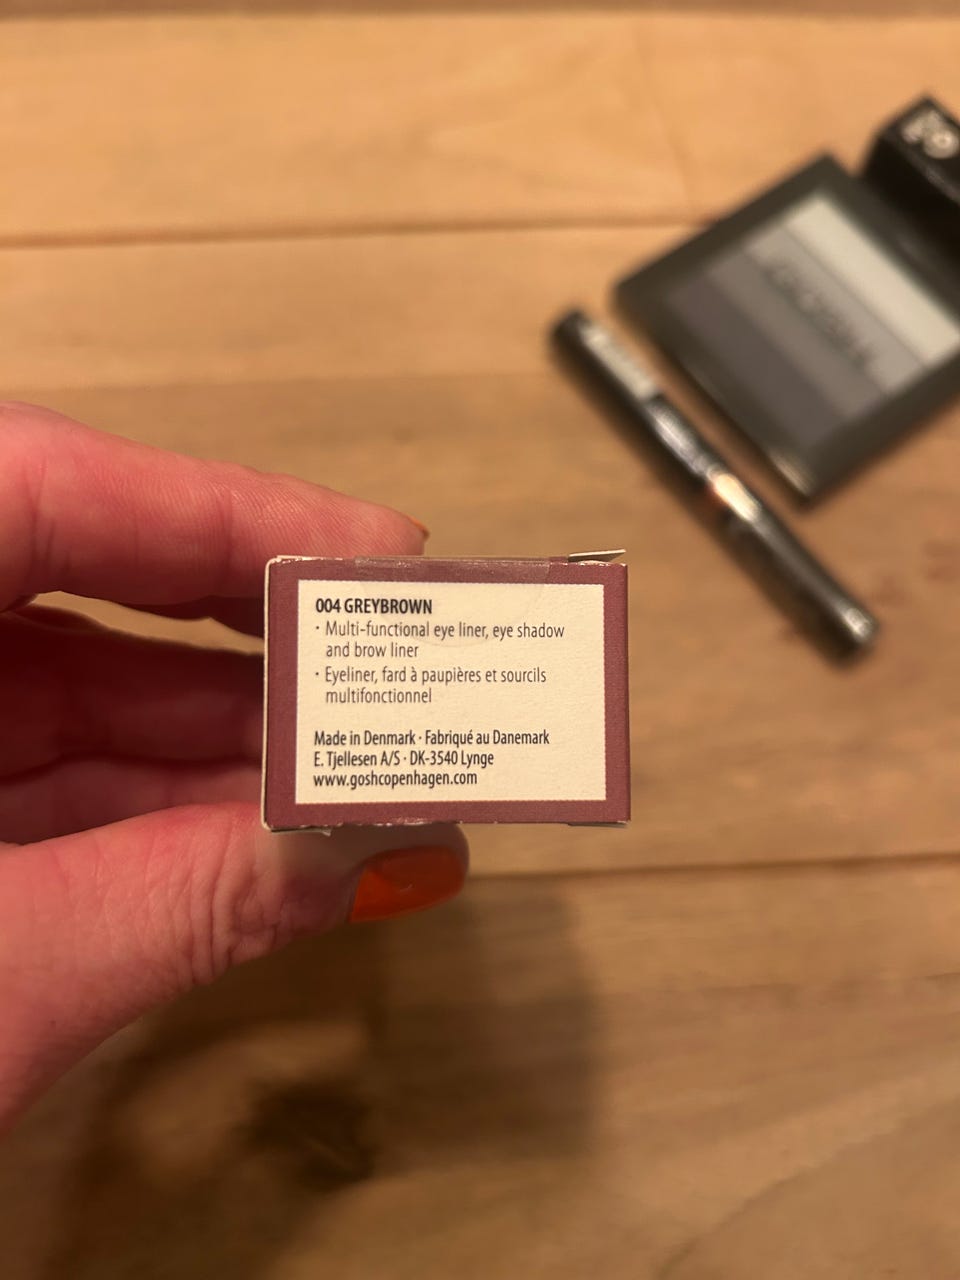 004 GREYBROWN
· Multi-functional eye liner, eye shadow
and brow liner
· Eyeliner, fard à paupières et sourcils
multifonctionnel
Made in Denmark · Fabriqué au Danemark
E. Tjellesen A/S · DK-3540 Lynge
www.goshcopenhagen.com